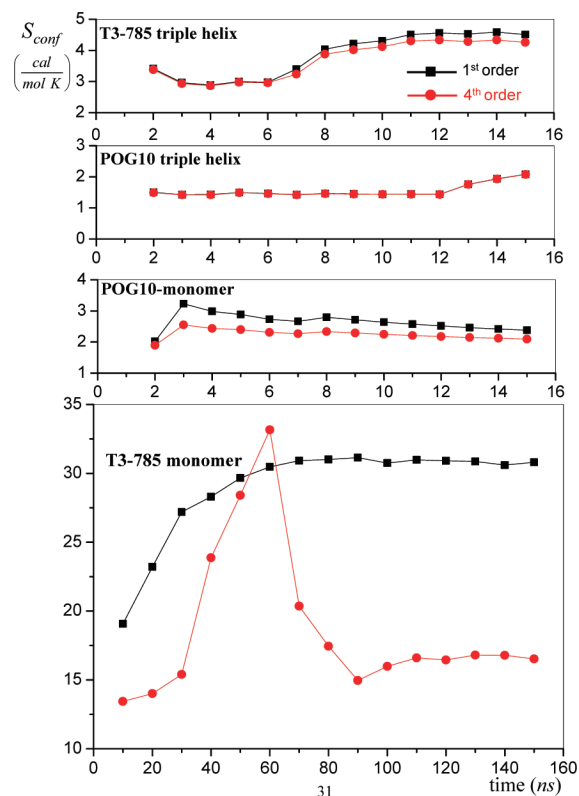 S_conf
(cal/mol K)
T3-785 triple helix
1st order
4th order
5
4
3
2
0 2 4 6 8 10 12 14 16
POG10 triple helix
3
2
1
0
0 2 4 6 8 10 12 14 16
POG10-monomer
4
3
2
1
0 2 4 6 8 10 12 14 16
T3-785 monomer
35
30
25
20
15
10
0 20 40 60 80 100 120 140 160
time (ns)
31